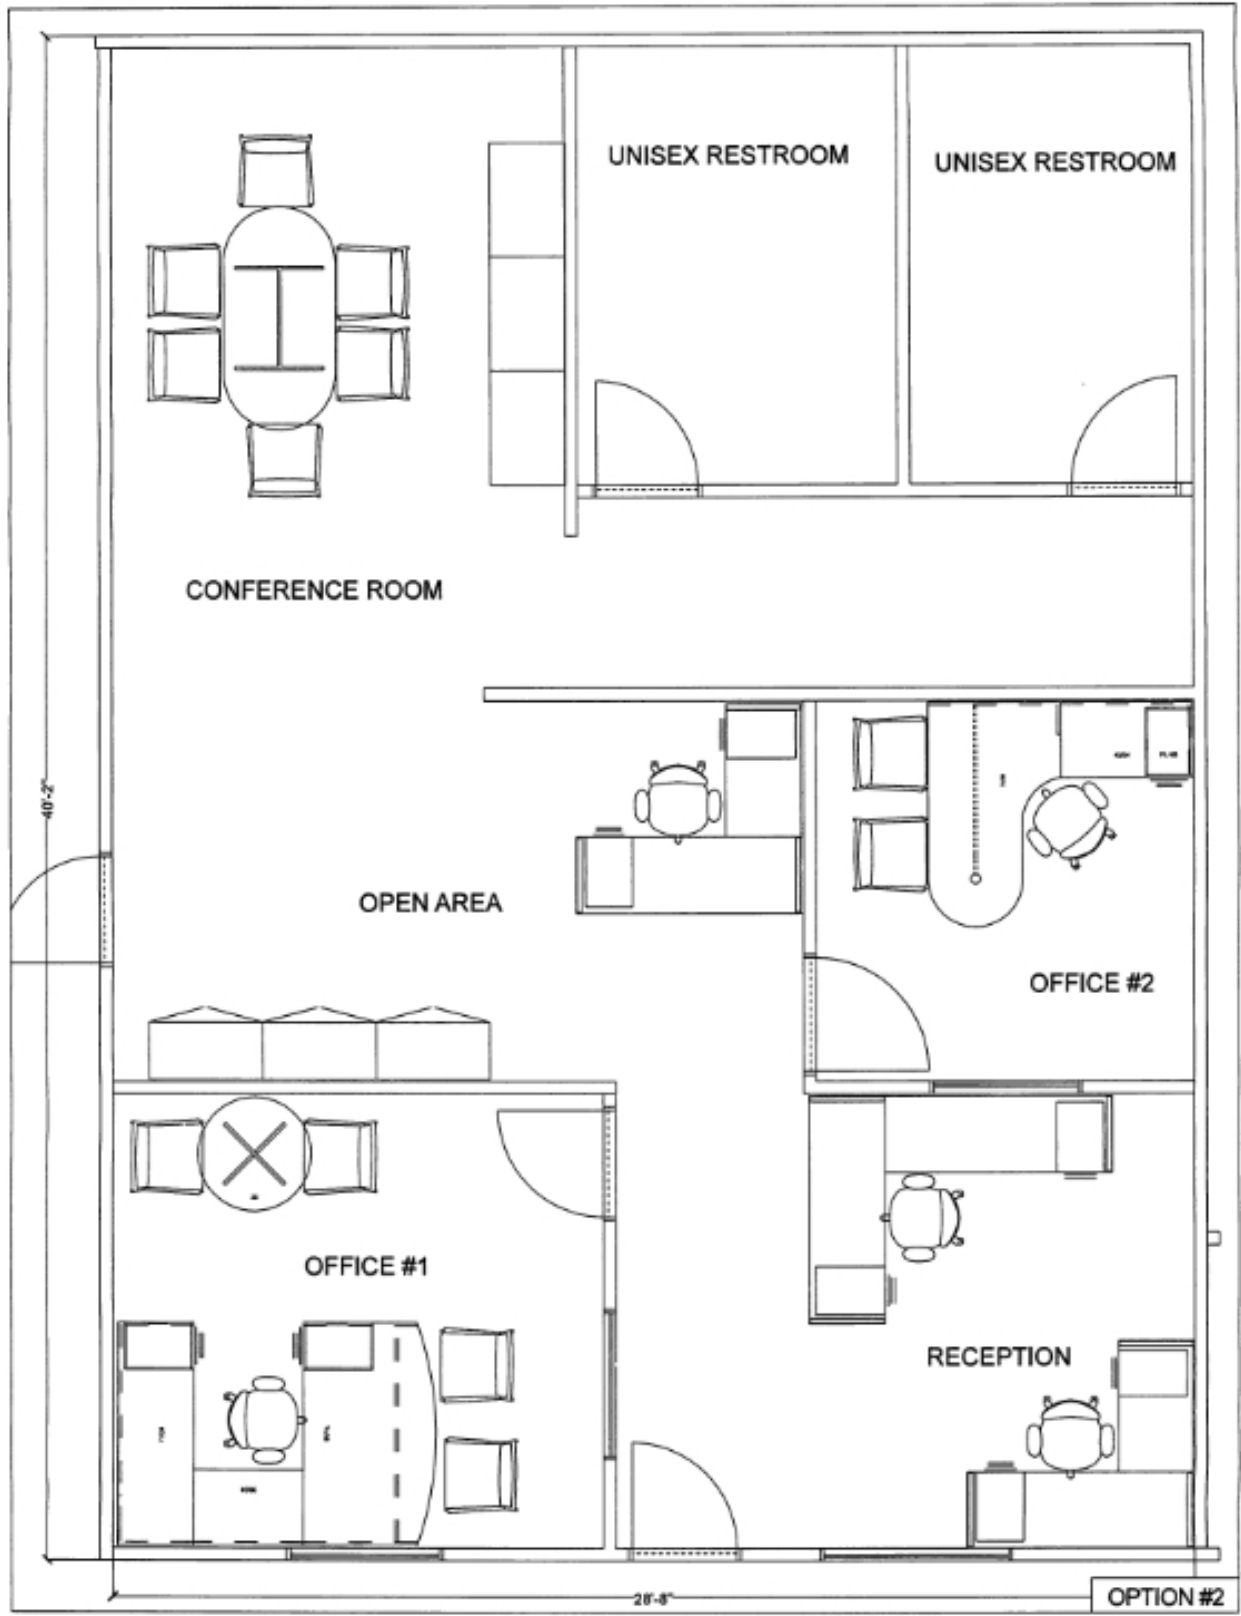 UNISEX RESTROOM
UNISEX RESTROOM
CONFERENCE ROOM
40'-2"
OPEN AREA
OFFICE #2
OFFICE #1
RECEPTION
28'-8"
OPTION #2